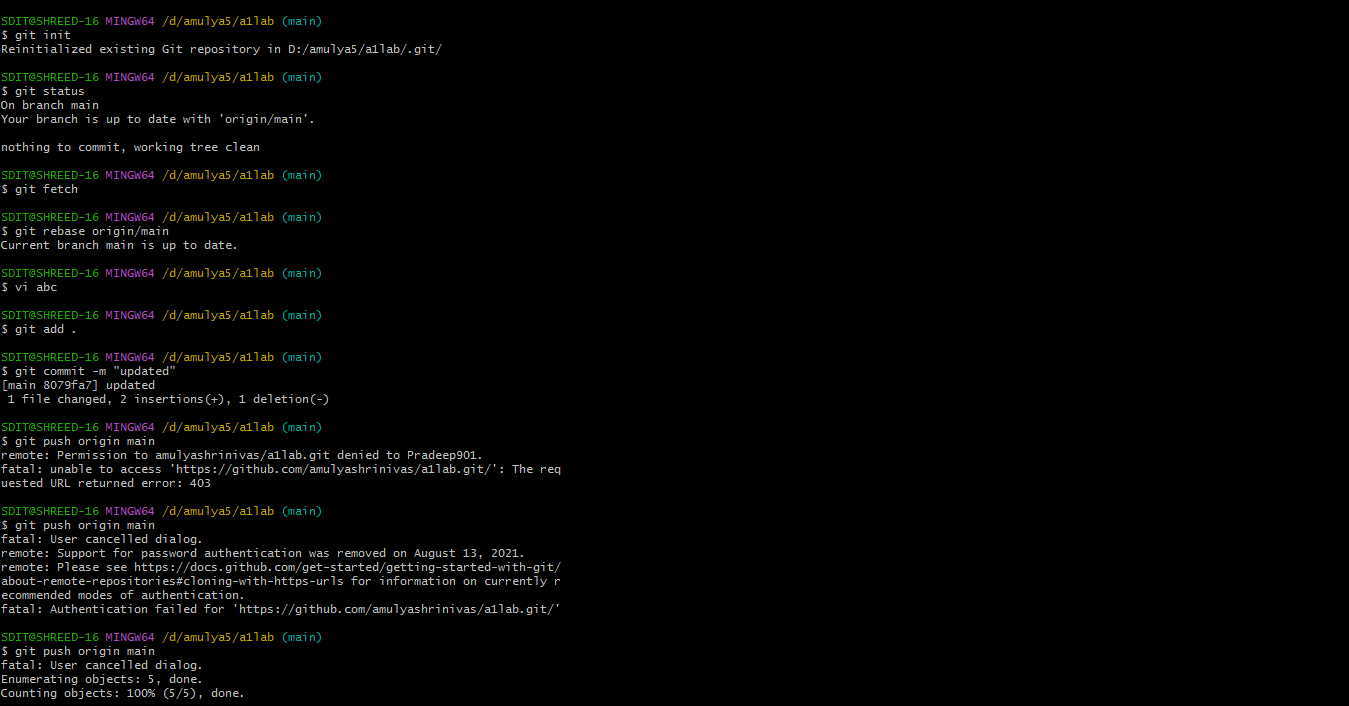 SDIT@SHREED-16 MINGW64 /d/amulya5/a1lab (main)
$ git init
Reinitialized existing Git repository in D:/amulya5/a1lab/.git/
SDIT@SHREED-16 MINGW64 /d/amulya5/a1lab (main)
$ git status
On branch main
Your branch is up to date with 'origin/main'.
nothing to commit, working tree clean
SDIT@SHREED-16 MINGW64 /d/amulya5/a1lab (main)
$ git fetch
SDIT@SHREED-16 MINGW64 /d/amulya5/a1lab (main)
$ git rebase origin/main
Current branch main is up to date.
SDIT@SHREED-16 MINGW64 /d/amulya5/a1lab (main)
$ vi abc
SDIT@SHREED-16 MINGW64 /d/amulya5/a1lab (main)
$ git add .
SDIT@SHREED-16 MINGW64 /d/amulya5/a1lab (main)
$ git commit -m "updated"
[main 8079fa7] updated
 1 file changed, 2 insertions(+), 1 deletion(-)
SDIT@SHREED-16 MINGW64 /d/amulya5/a1lab (main)
$ git push origin main
remote: Permission to amulyashrinivas/a1lab.git denied to Pradeep901.
fatal: unable to access 'https://github.com/amulyashrinivas/a1lab.git/': The req
uested URL returned error: 403
SDIT@SHREED-16 MINGW64 /d/amulya5/a1lab (main)
$ git push origin main
fatal: User cancelled dialog.
remote: Support for password authentication was removed on August 13, 2021.
remote: Please see https://docs.github.com/get-started/getting-started-with-git/
about-remote-repositories#cloning-with-https-urls for information on currently r
ecommended modes of authentication.
fatal: Authentication failed for 'https://github.com/amulyashrinivas/a1lab.git/'
SDIT@SHREED-16 MINGW64 /d/amulya5/a1lab (main)
$ git push origin main
fatal: User cancelled dialog.
Enumerating objects: 5, done.
Counting objects: 100% (5/5), done.